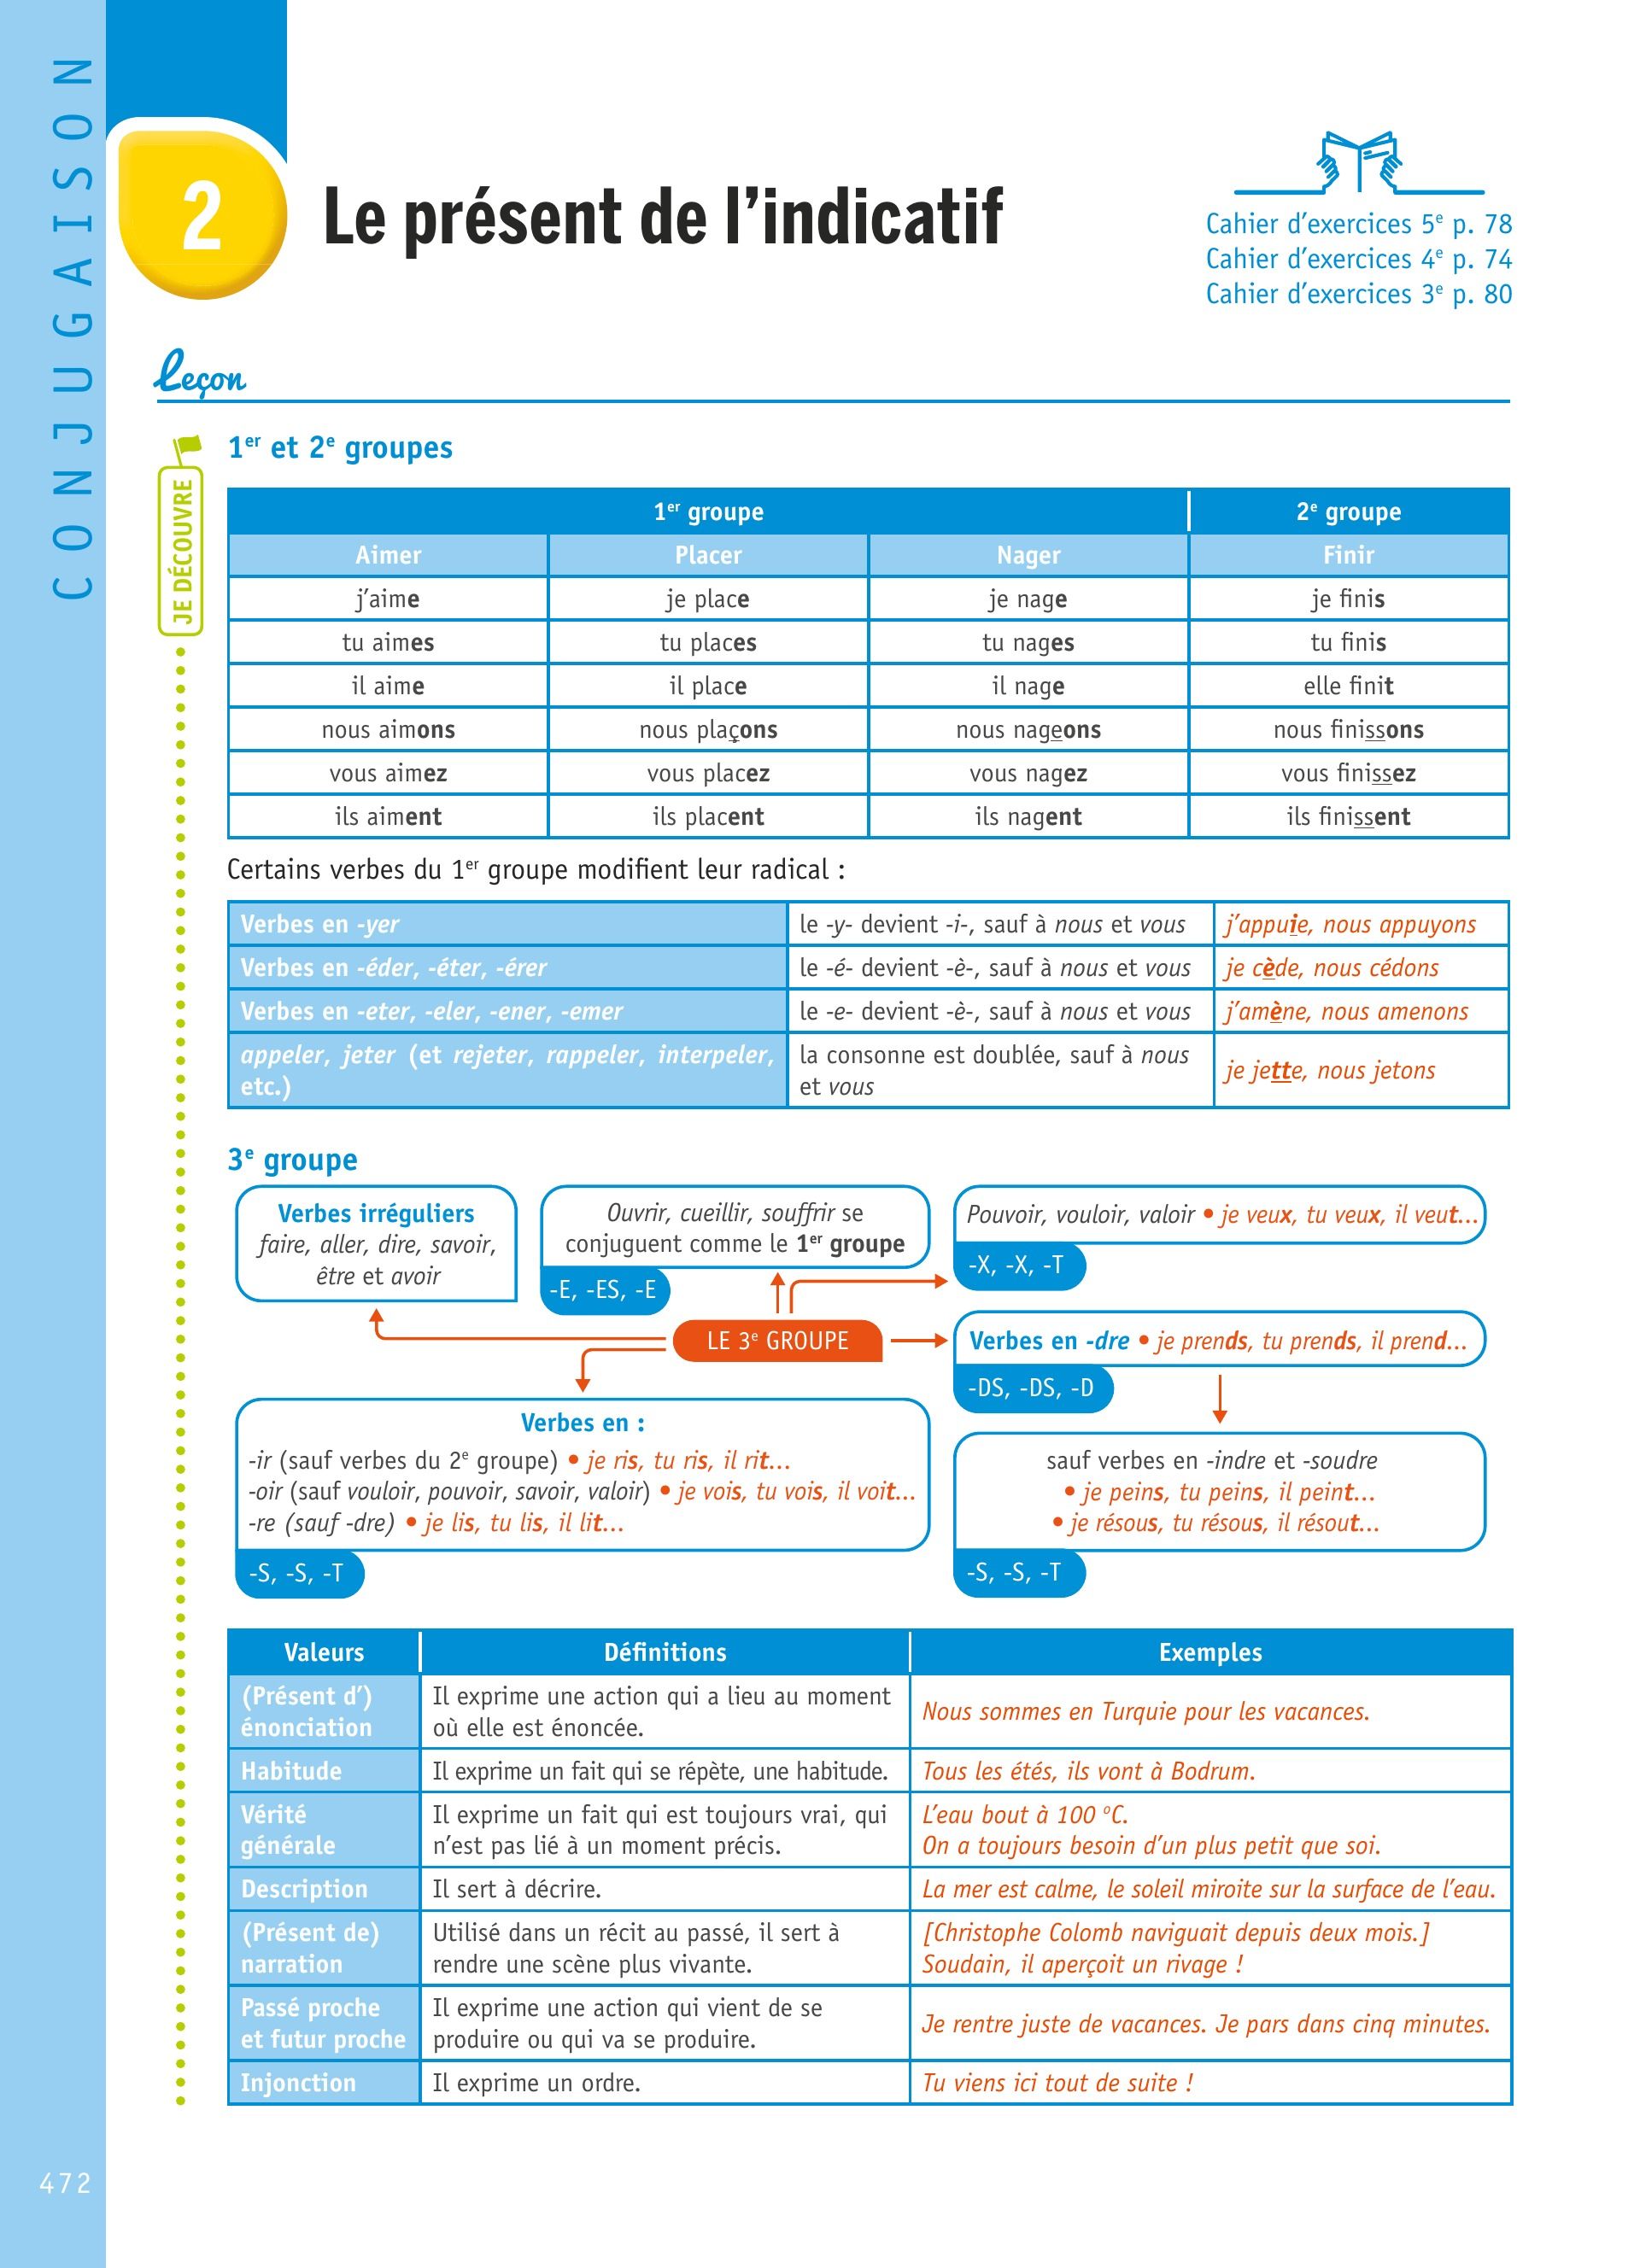 CONJUGAISON
2
Le présent de l’indicatif
Cahier d’exercices 5e p. 78
Cahier d’exercices 4e p. 74
Cahier d’exercices 3e p. 80
Leçon
JE DÉCOUVRE
1er et 2e groupes
1er groupe 2e groupe
Aimer Placer Nager Finir
j’aime je place je nage je finis
tu aimes tu places tu nages tu finis
il aime il place il nage elle finit
nous aimons nous plaçons nous nageons nous finissons
vous aimez vous placez vous nagez vous finissez
ils aiment ils placent ils nagent ils finissent
Certains verbes du 1er groupe modifient leur radical :
Verbes en -yer le -y- devient -i-, sauf à nous et vous j’appuie, nous appuyons
Verbes en -éder, -éter, -érer le -é- devient -è-, sauf à nous et vous je cède, nous cédons
Verbes en -eter, -eler, -ener, -emer le -e- devient -è-, sauf à nous et vous j’amène, nous amenons
appeler, jeter (et rejeter, rappeler, interpeler,
etc.)
la consonne est doublée, sauf à nous
et vous
je jette, nous jetons
3e groupe
Verbes irréguliers
faire, aller, dire, savoir,
être et avoir
Ouvrir, cueillir, souffrir se
conjuguent comme le 1er groupe
-E, -ES, -E
Pouvoir, vouloir, valoir • je veux, tu veux, il veut...
-X, -X, -T
LE 3e GROUPE
Verbes en -dre • je prends, tu prends, il prend...
-DS, -DS, -D
Verbes en :
-ir (sauf verbes du 2e groupe) • je ris, tu ris, il rit...
-oir (sauf vouloir, pouvoir, savoir, valoir) • je vois, tu vois, il voit...
-re (sauf -dre) • je lis, tu lis, il lit...
-S, -S, -T
sauf verbes en -indre et -soudre
• je peins, tu peins, il peint...
• je résous, tu résous, il résout...
-S, -S, -T
Valeurs Définitions Exemples
(Présent d’)
énonciation
Il exprime une action qui a lieu au moment
où elle est énoncée.
Nous sommes en Turquie pour les vacances.
Habitude Il exprime un fait qui se répète, une habitude. Tous les étés, ils vont à Bodrum.
Vérité
générale
Il exprime un fait qui est toujours vrai, qui
n’est pas lié à un moment précis.
L’eau bout à 100 °C.
On a toujours besoin d’un plus petit que soi.
Description Il sert à décrire. La mer est calme, le soleil miroite sur la surface de l’eau.
(Présent de)
narration
Utilisé dans un récit au passé, il sert à
rendre une scène plus vivante.
[Christophe Colomb naviguait depuis deux mois.]
Soudain, il aperçoit un rivage !
Passé proche
et futur proche
Il exprime une action qui vient de se
produire ou qui va se produire.
Je rentre juste de vacances. Je pars dans cinq minutes.
Injonction Il exprime un ordre. Tu viens ici tout de suite !
472